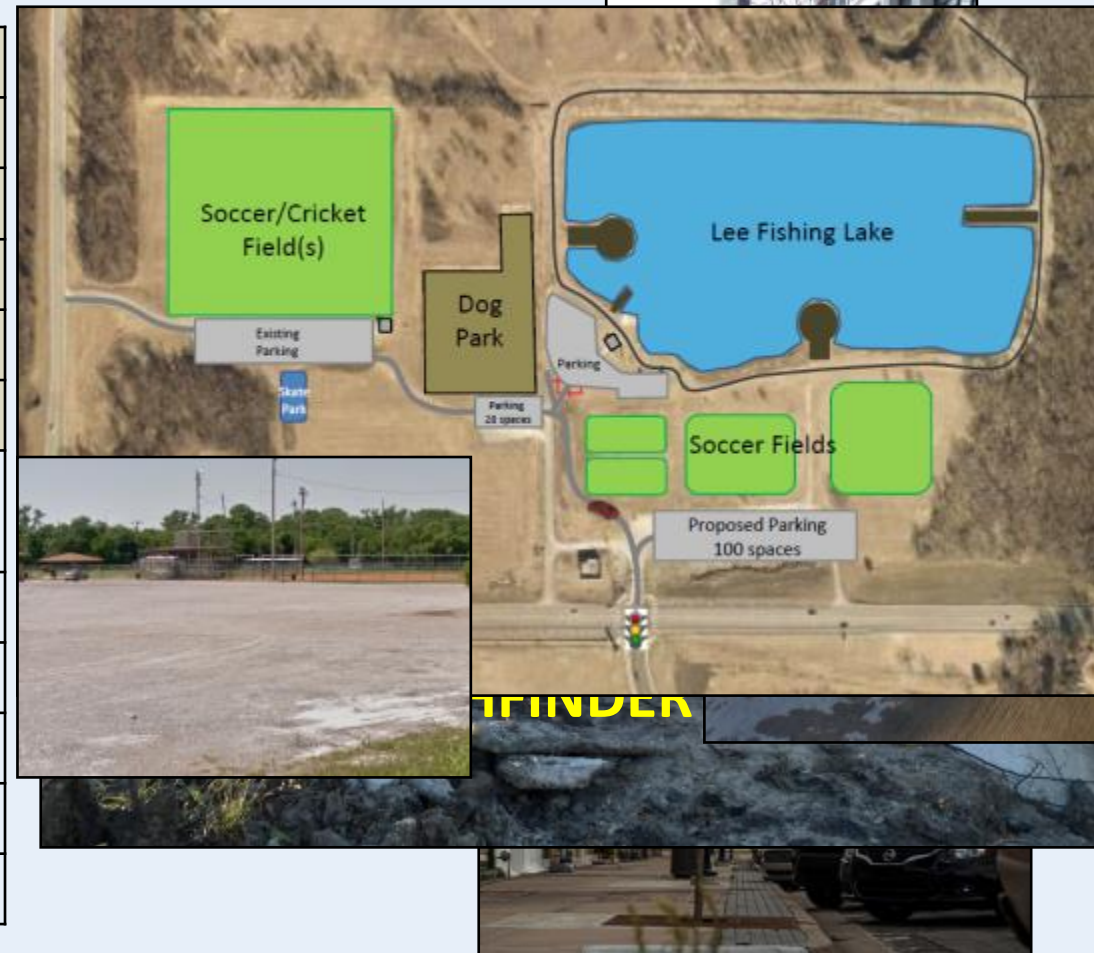 Soccer/Cricket
Field(s)
Lee Fishing Lake
Dog
Park
Existing
Parking
Parking
Skate
Park
Parking
28 spaces
Soccer Fields
Proposed Parking
100 spaces